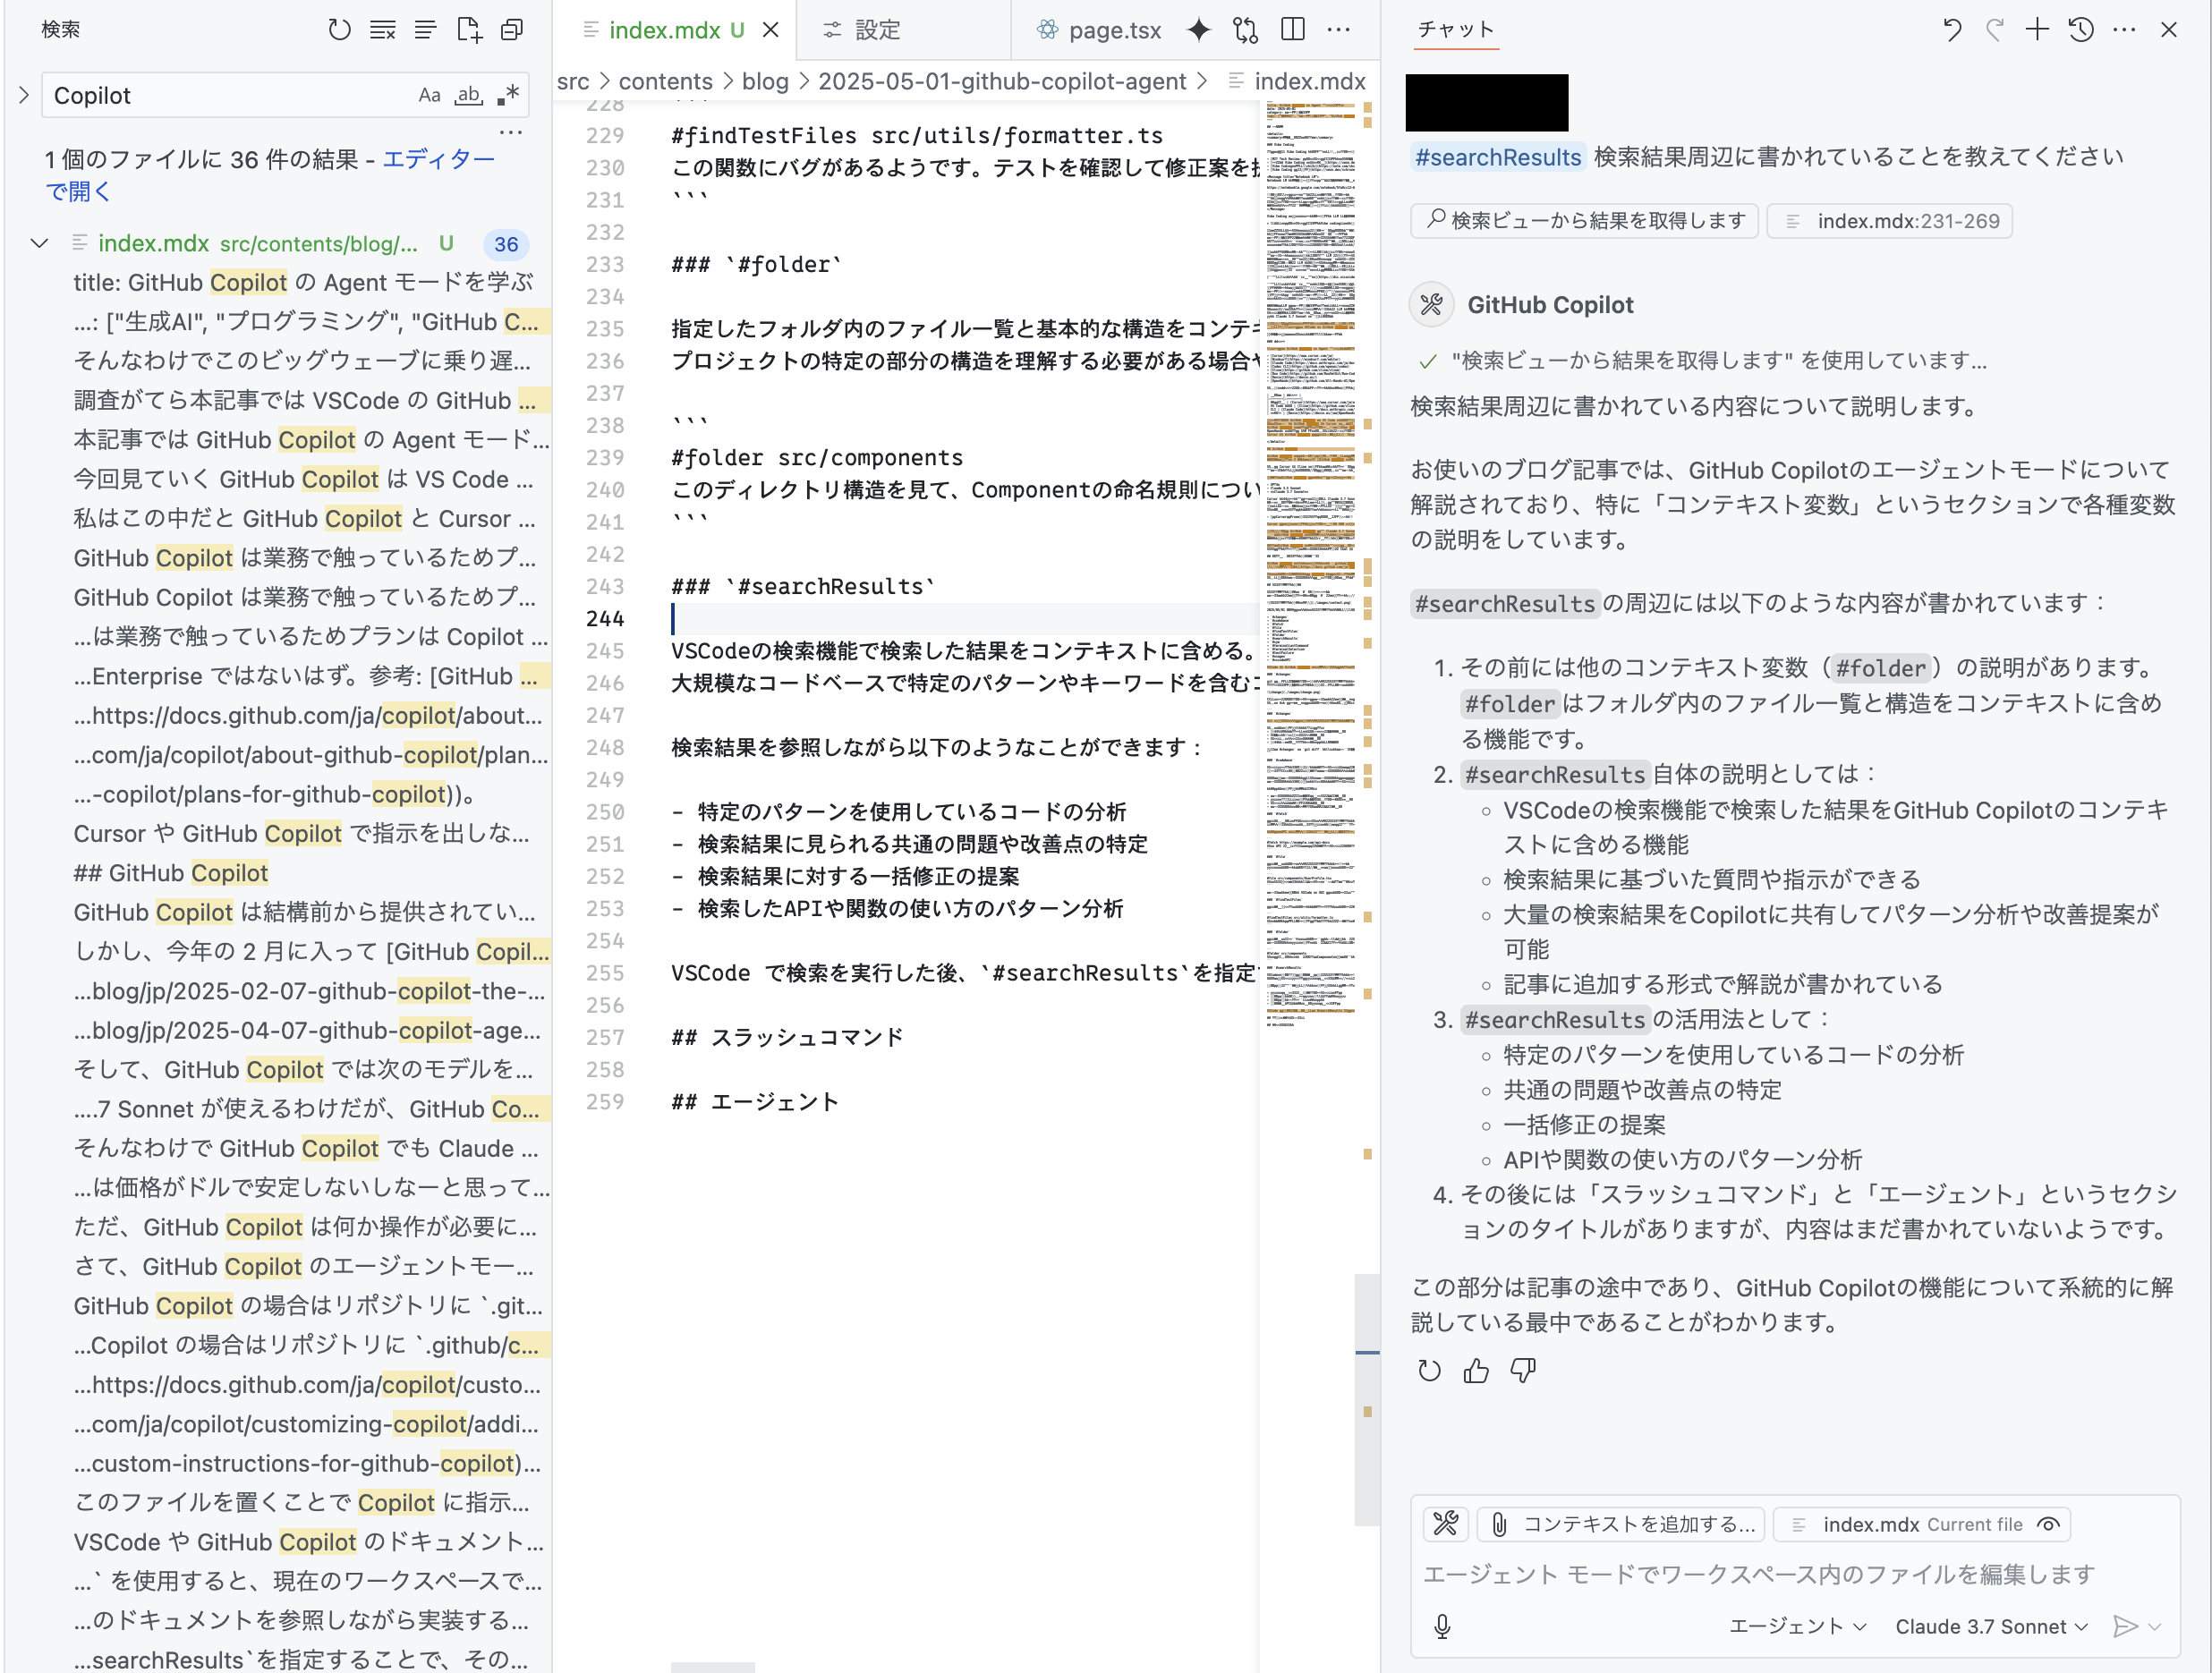 検索
Copilot
Aa
ab
1 個のファイルに 36 件の結果 - エディター
で開く
index.mdx src/contents/blog/... U 36
title: GitHub Copilot の Agent モードを学ぶ
...: ["生成AI", "プログラミング", "GitHub C...
そんなわけでこのビッグウェーブに乗り遅...
調査がてら本記事では VSCode の GitHub ...
本記事では GitHub Copilot の Agent モード...
今回見ていく GitHub Copilot は VS Code ...
私はこの中だと GitHub Copilot と Cursor ...
GitHub Copilot は業務で触っているためプ...
GitHub Copilot は業務で触っているためプ...
...は業務で触っているためプランは Copilot ...
...Enterprise ではないはず。参考: [GitHub ...
...https://docs.github.com/ja/copilot/about...
...com/ja/copilot/about-github-copilot/plan...
...-copilot/plans-for-github-copilot))。
Cursor や GitHub Copilot で指示を出しな...
## GitHub Copilot
GitHub Copilot は結構前から提供されてい...
しかし、今年の 2 月に入って [GitHub Copil...
...blog/jp/2025-02-07-github-copilot-the-...
...blog/jp/2025-04-07-github-copilot-age...
そして、GitHub Copilot では次のモデルを...
....7 Sonnet が使えるわけだが、GitHub Co...
そんなわけで GitHub Copilot でも Claude ...
...は価格がドルで安定しないしなーと思って...
ただ、GitHub Copilot は何か操作が必要に...
さて、GitHub Copilot のエージェントモー...
GitHub Copilot の場合はリポジトリに `.git...
...Copilot の場合はリポジトリに `.github/c...
...https://docs.github.com/ja/copilot/custo...
...com/ja/copilot/customizing-copilot/addi...
...custom-instructions-for-github-copilot)...
このファイルを置くことで Copilot に指示...
VSCode や GitHub Copilot のドキュメント...
...` を使用すると、現在のワークスペースで...
...のドキュメントを参照しながら実装する...
...searchResults`を指定することで、その...
index.mdx U
設定
page.tsx
src > contents > blog > 2025-05-01-github-copilot-agent > index.mdx
228 ```
229 #findTestFiles src/utils/formatter.ts
230 この関数にバグがあるようです。テストを確認して修正案を
231 ```
232
233 ### `#folder`
234
235 指定したフォルダ内のファイル一覧と基本的な構造をコンテキ
236 プロジェクトの特定の部分の構造を理解する必要がある場合や
237
238 ```
239 #folder src/components
240 このディレクトリ構造を見て、Componentの命名規則につい
241 ```
242
243 ### `#searchResults`
244
245 VSCodeの検索機能で検索した結果をコンテキストに含める。
246 大規模なコードベースで特定のパターンやキーワードを含むコ
247
248 検索結果を参照しながら以下のようなことができます：
249
250 - 特定のパターンを使用しているコードの分析
251 - 検索結果に見られる共通の問題や改善点の特定
252 - 検索結果に対する一括修正の提案
253 - 検索したAPIや関数の使い方のパターン分析
254
255 VSCode で検索を実行した後、`#searchResults`を指定
256
257 ## スラッシュコマンド
258
259 ## エージェント
チャット
#searchResults 検索結果周辺に書かれていることを教えてください
検索ビューから結果を取得します
index.mdx:231-269
GitHub Copilot
"検索ビューから結果を取得します" を使用しています...
検索結果周辺に書かれている内容について説明します。
お使いのブログ記事では、GitHub Copilotのエージェントモードについて
解説されており、特に「コンテキスト変数」というセクションで各種変数
の説明をしています。
#searchResultsの周辺には以下のような内容が書かれています：
1. その前には他のコンテキスト変数（#folder）の説明があります。
#folderはフォルダ内のファイル一覧と構造をコンテキストに含め
る機能です。
2. #searchResults自体の説明としては：
◦ VSCodeの検索機能で検索した結果をGitHub Copilotのコンテキ
ストに含める機能
◦ 検索結果に基づいた質問や指示ができる
◦ 大量の検索結果をCopilotに共有してパターン分析や改善提案が
可能
◦ 記事に追加する形式で解説が書かれている
3. #searchResultsの活用法として：
◦ 特定のパターンを使用しているコードの分析
◦ 共通の問題や改善点の特定
◦ 一括修正の提案
◦ APIや関数の使い方のパターン分析
4. その後には「スラッシュコマンド」と「エージェント」というセクシ
ョンのタイトルがありますが、内容はまだ書かれていないようです。
この部分は記事の途中であり、GitHub Copilotの機能について系統的に解
説している最中であることがわかります。
コンテキストを追加する...
index.mdx Current file
エージェント モードでワークスペース内のファイルを編集します
エージェント
Claude 3.7 Sonnet